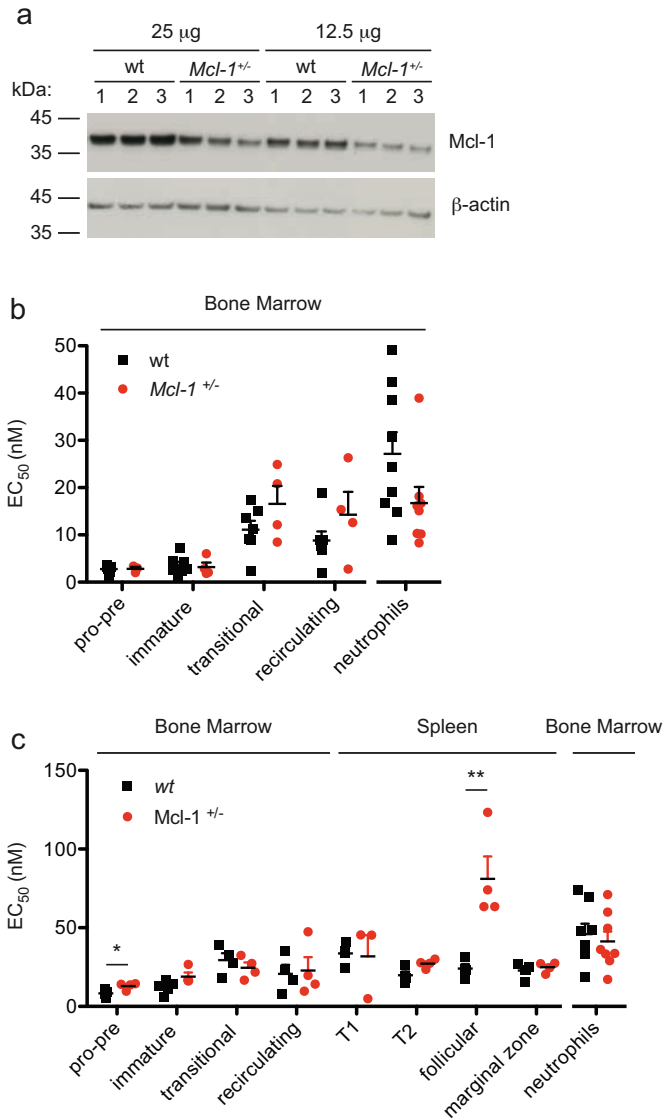 a
25 μg 12.5 μg
wt Mcl-1+/- wt Mcl-1+/-
kDa: 1 2 3 1 2 3 1 2 3 1 2 3
45
35
Mcl-1
45
35
β-actin
b
Bone Marrow
wt
Mcl-1 +/-
EC50 (nM)
50
40
30
20
10
0
pro-pre immature transitional recirculating neutrophils
c
Bone Marrow Spleen Bone Marrow
wt
Mcl-1 +/-
EC50 (nM)
150
100
50
0
* **
pro-pre immature transitional recirculating T1 T2 follicular marginal zone neutrophils